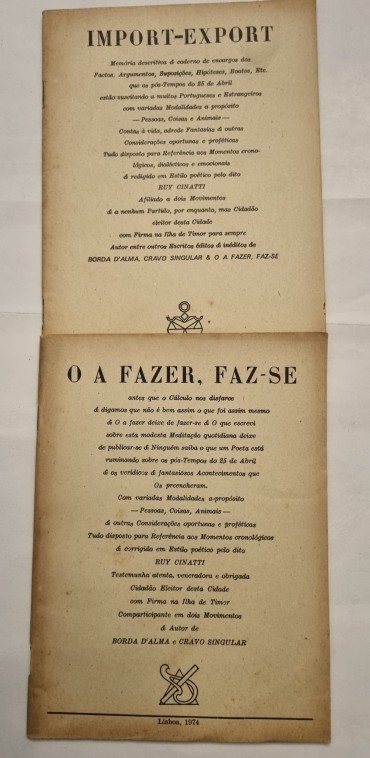 IMPORT-EXPORT
Memória descritiva & caderno de encargos dos
Factos, Argumentos, Suposições, Hipóteses, Boatos, Etc.
que os pós-Tempos do 25 de Abril
estão suscitando a muitos Portugueses e Estrangeiros
com variadas Modalidades a propósito
— Pessoas, Coisas e Animais —
Contos à vida, adrede Fantasias & outras
Considerações oportunas e proféticas
Tudo disposto para Referência aos Momentos crono-
lógicos, dialécticos e emocionais
& redigido em Estilo poético pelo dito
RUY CINATTI
Afiliado a dois Movimentos
& a nenhum Partido, por enquanto, mas Cidadão
eleitor desta Cidade
com Firma na Ilha de Timor para sempre
Autor entre outros Escritos éditos & inéditos de
BORDA D'ALMA, CRAVO SINGULAR & O A FAZER, FAZ-SE
O A FAZER, FAZ-SE
antes que o Cálculo nos disfarce
& digamos que não é bem assim o que foi assim mesmo
& O a fazer deixe de fazer-se & O que escrevi
sobre esta modesta Meditação quotidiana deixe
de publicar-se & Ninguém saiba o que um Poeta está
ruminando sobre os pós-Tempos do 25 de Abril
& os verídicos & fantasiosos Acontecimentos que
Os preencheram.
Com variadas Modalidades a-propósito
— Pessoas, Coisas, Animais —
& outras Considerações oportunas e proféticas
Tudo disposto para Referência aos Momentos cronológicos
& corrigido em Estilo poético pelo dito
RUY CINATTI
Testemunha atenta, veneradora e obrigada
Cidadão Eleitor desta Cidade
com Firma na Ilha de Timor
Comparticipante em dois Movimentos
& Autor de
BORDA D'ALMA e CRAVO SINGULAR
Lisboa, 1974